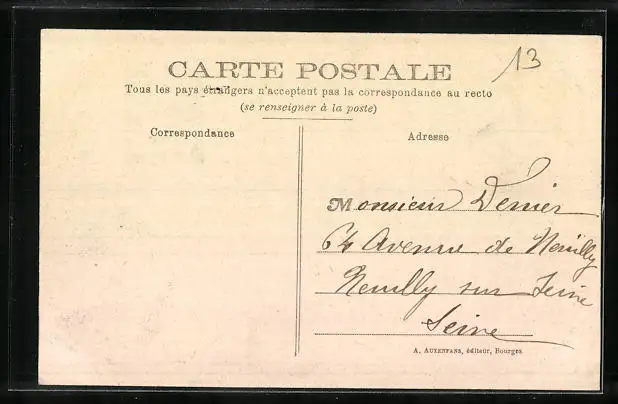 13
CARTE POSTALE
Tous les pays étrangers n'acceptent pas la correspondance au recto
(se renseigner à la poste)
Correspondance
Adresse
Monsieur Denier
64 Avenue de Neuilly
Neuilly sur Seine
Seine
A. AUXENFANS, éditeur, Bourges